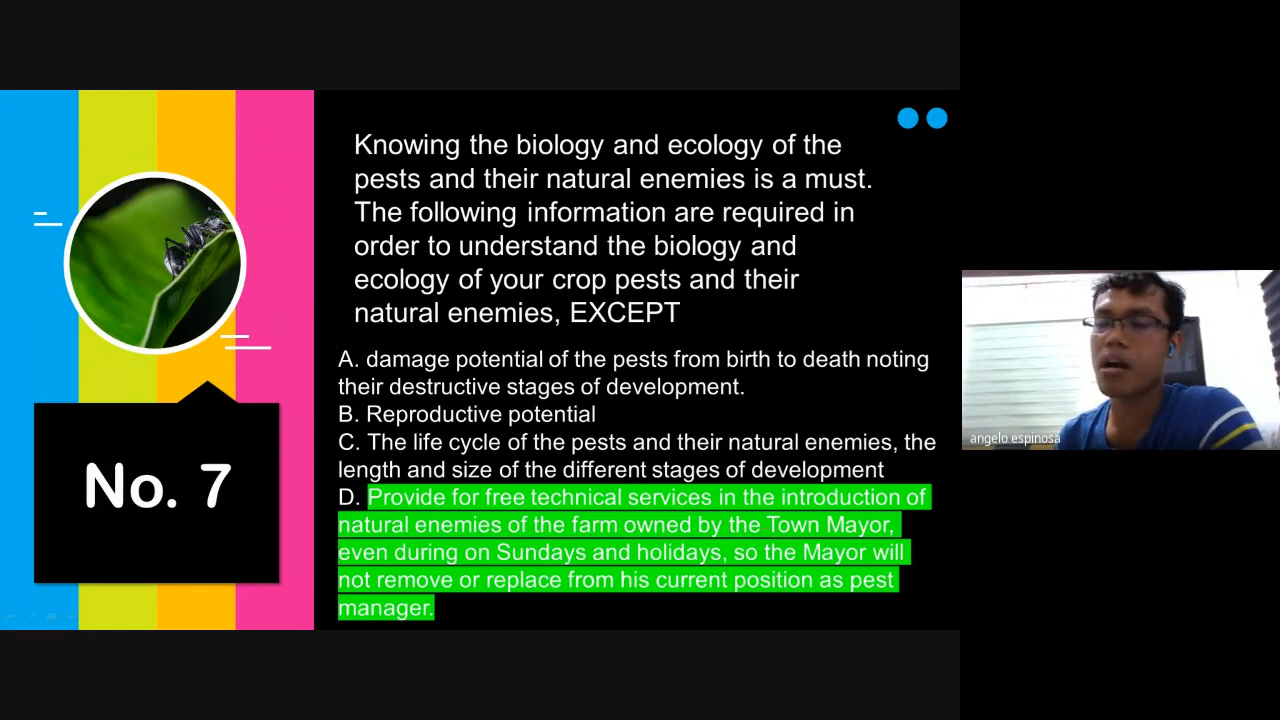 Knowing the biology and ecology of the
pests and their natural enemies is a must.
The following information are required in
order to understand the biology and
ecology of your crop pests and their
natural enemies, EXCEPT
A. damage potential of the pests from birth to death noting
their destructive stages of development.
B. Reproductive potential
C. The life cycle of the pests and their natural enemies, the
length and size of the different stages of development
D. Provide for free technical services in the introduction of
natural enemies of the farm owned by the Town Mayor,
even during on Sundays and holidays, so the Mayor will
not remove or replace from his current position as pest
manager.
No. 7
angelo espinosa